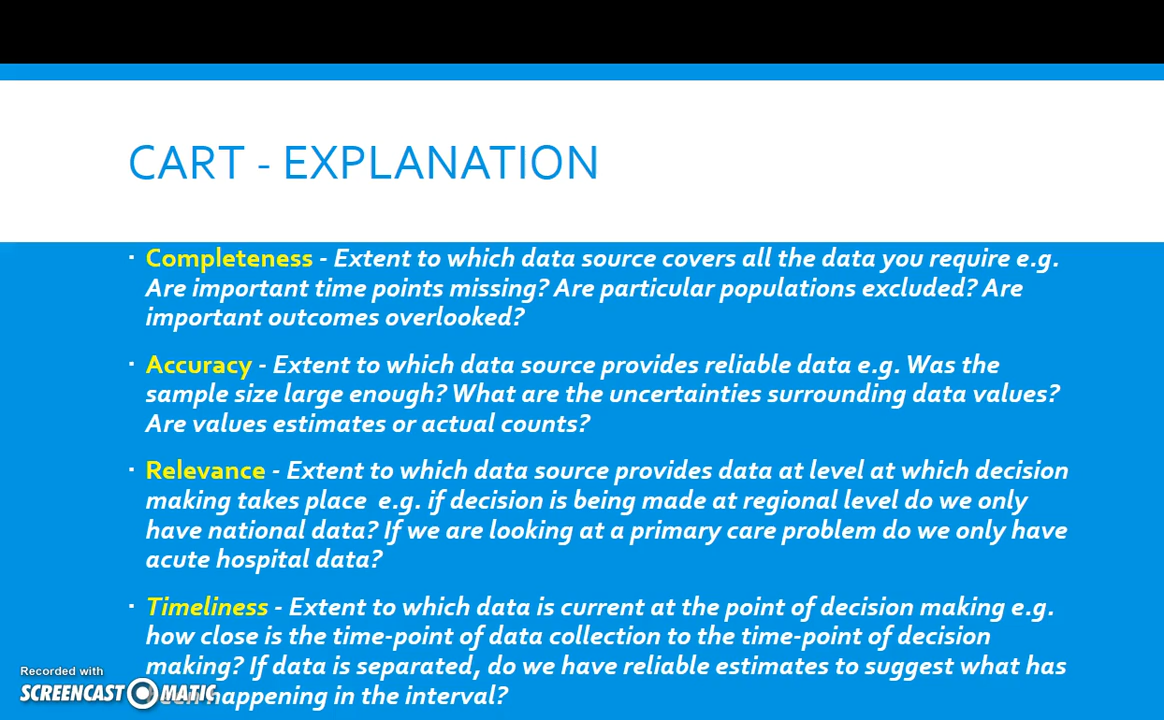 CART - EXPLANATION
· Completeness - Extent to which data source covers all the data you require e.g.
Are important time points missing? Are particular populations excluded? Are
important outcomes overlooked?
· Accuracy - Extent to which data source provides reliable data e.g. Was the
sample size large enough? What are the uncertainties surrounding data values?
Are values estimates or actual counts?
· Relevance - Extent to which data source provides data at level at which decision
making takes place e.g. if decision is being made at regional level do we only
have national data? If we are looking at a primary care problem do we only have
acute hospital data?
· Timeliness - Extent to which data is current at the point of decision making e.g.
how close is the time-point of data collection to the time-point of decision
making? If data is separated, do we have reliable estimates to suggest what has
happening in the interval?
Recorded with
SCREENCAST MATIC